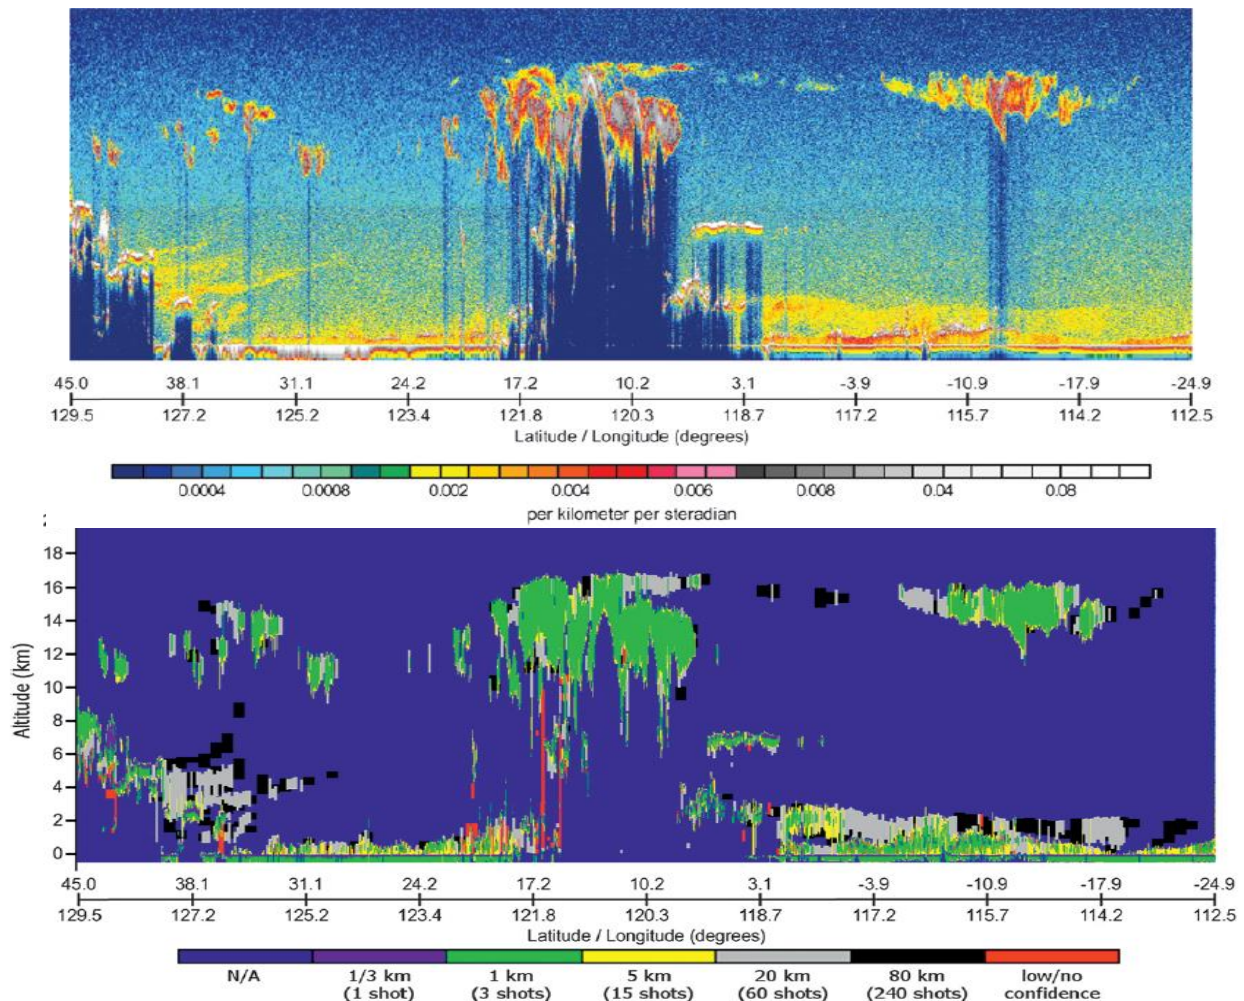 45.0 38.1 31.1 24.2 17.2 10.2 3.1 -3.9 -10.9 -17.9 -24.9
129.5 127.2 125.2 123.4 121.8 120.3 118.7 117.2 115.7 114.2 112.5
Latitude / Longitude (degrees)
0.0004 0.0008 0.002 0.004 0.006 0.008 0.04 0.08
per kilometer per steradian
Altitude (km)
18
16
14
12
10
8
6
4
2
0
45.0 38.1 31.1 24.2 17.2 10.2 3.1 -3.9 -10.9 -17.9 -24.9
129.5 127.2 125.2 123.4 121.8 120.3 118.7 117.2 115.7 114.2 112.5
Latitude / Longitude (degrees)
N/A 1/3 km 1 km 5 km 20 km 80 km low/no
(1 shot) (3 shots) (15 shots) (60 shots) (240 shots) confidence